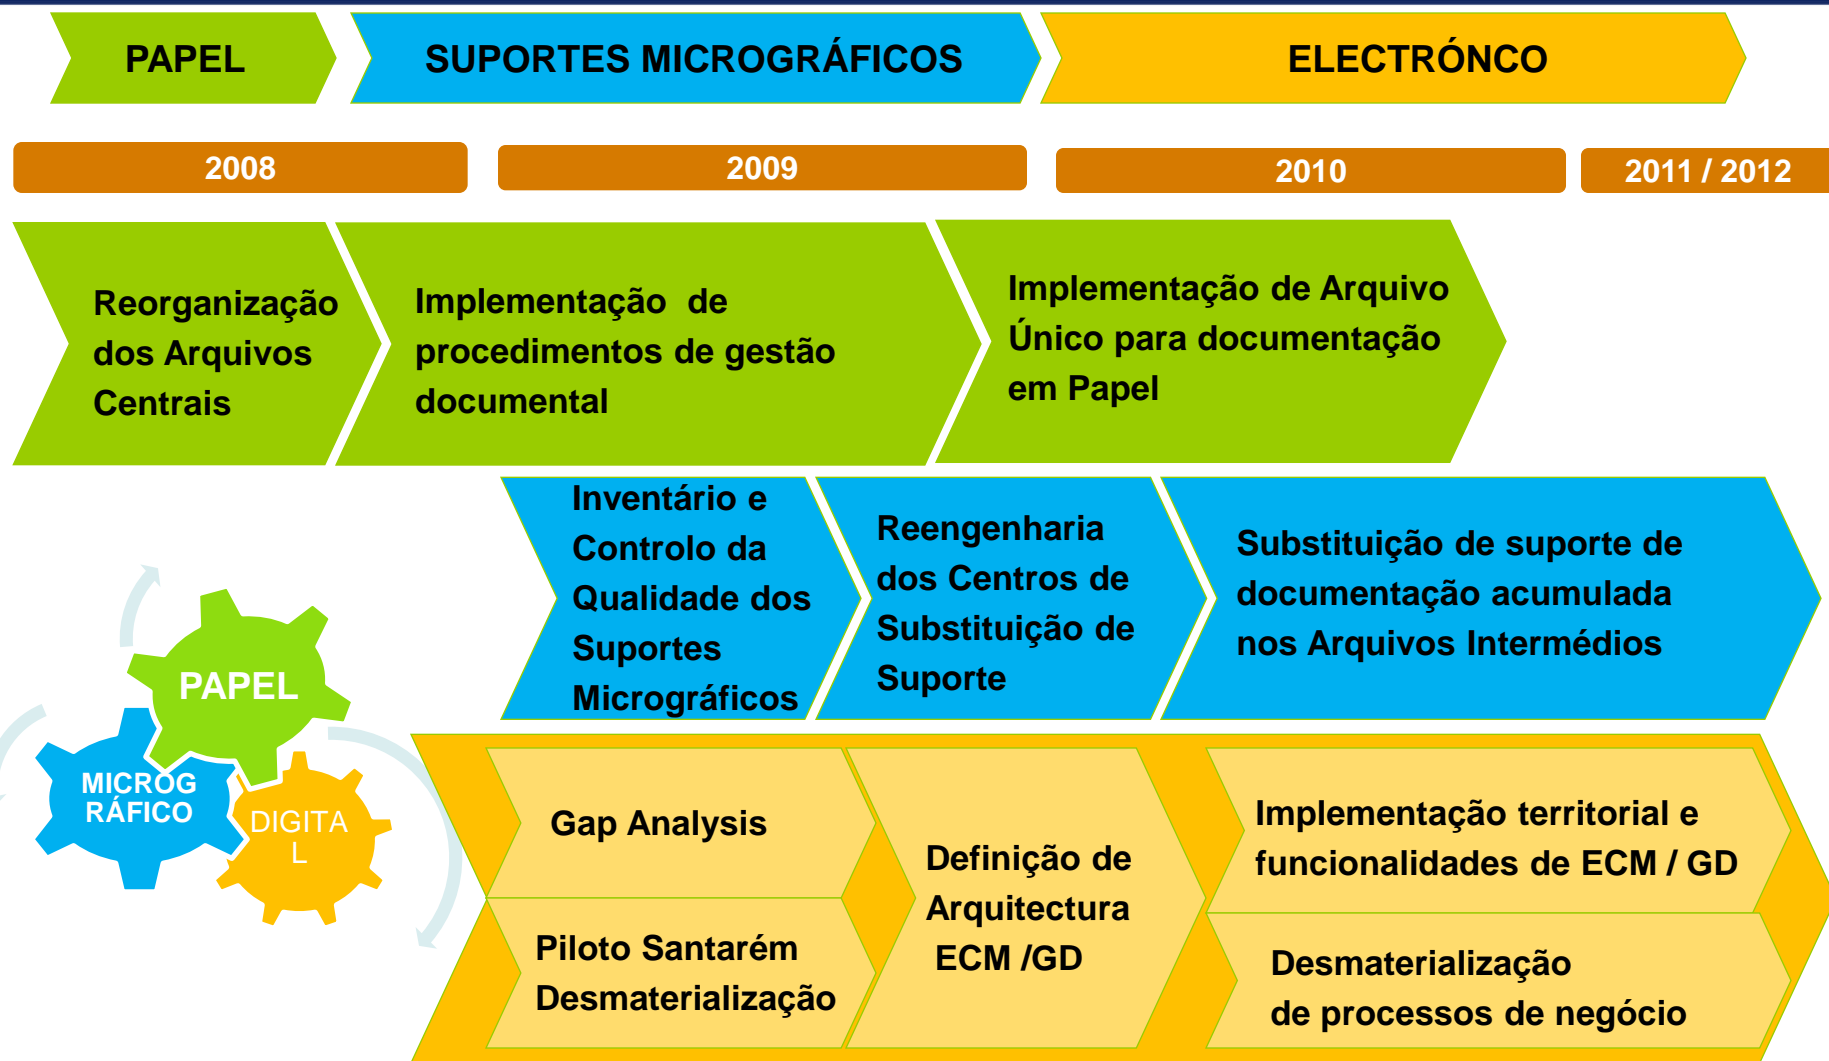 PAPEL
SUPORTES MICROGRÁFICOS
ELECTRÓNCO
2008
2009
2010
2011 / 2012
Reorganização
dos Arquivos
Centrais
Implementação de
procedimentos de gestão
documental
Implementação de Arquivo
Único para documentação
em Papel
Inventário e
Controlo da
Qualidade dos
Suportes
Micrográficos
Reengenharia
dos Centros de
Substituição de
Suporte
Substituição de suporte de
documentação acumulada
nos Arquivos Intermédios
PAPEL
MICROG
RÁFICO
DIGITA
L
Gap Analysis
Piloto Santarém
Desmaterialização
Definição de
Arquitectura
ECM /GD
Implementação territorial e
funcionalidades de ECM / GD
Desmaterialização
de processos de negócio